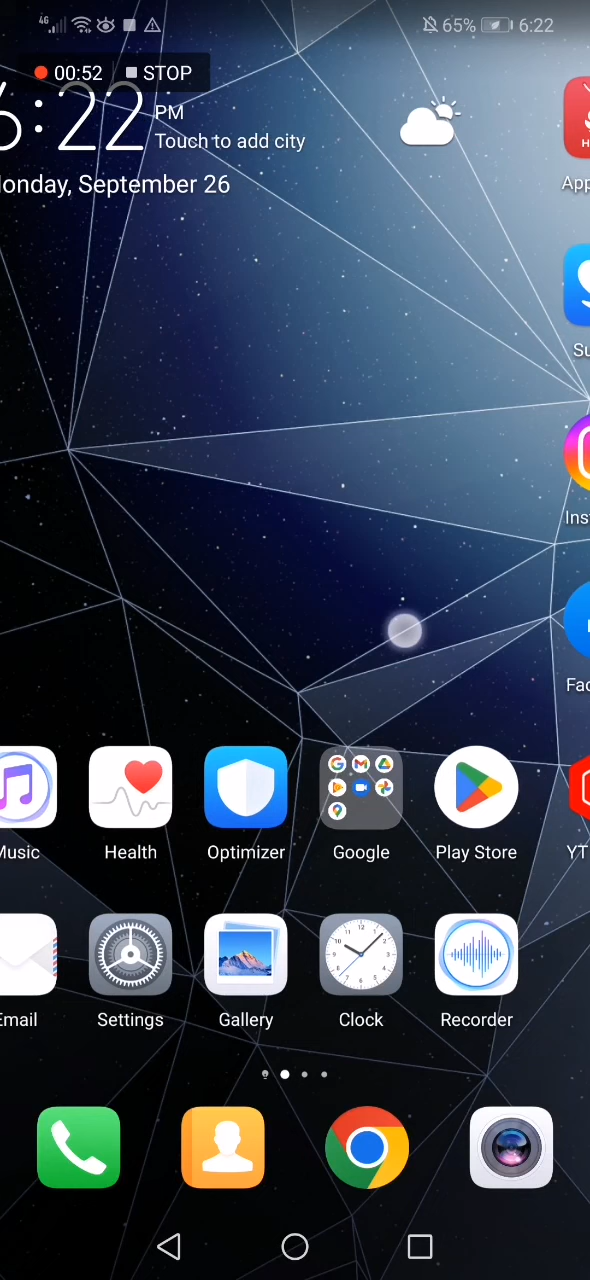 4G 65% 6:22
00:52 STOP
6:22 PM
Touch to add city
onday, September 26
App
Su
Inst
Fac
Music Health Optimizer Google Play Store YT
Email Settings Gallery Clock Recorder